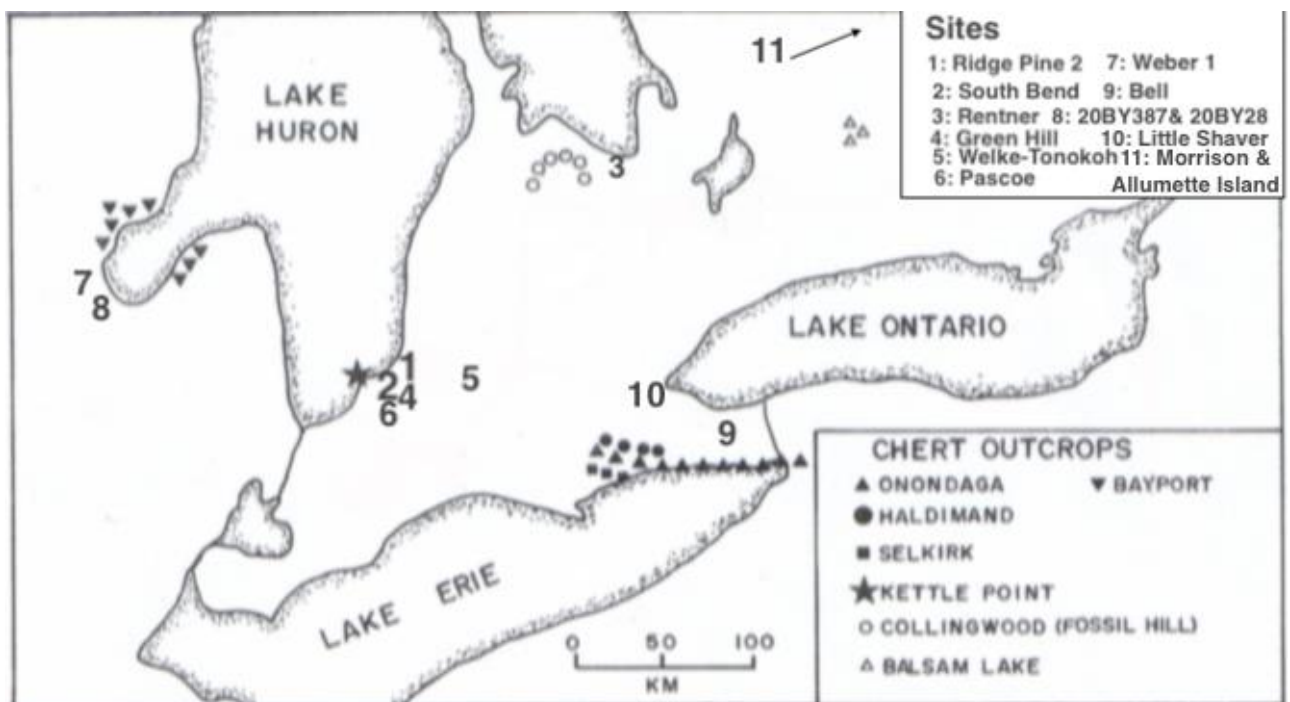 LAKE
HURON
11
Sites
1: Ridge Pine 2 7: Weber 1
2: South Bend 9: Bell
3: Rentner 8: 20BY387& 20BY28
4: Green Hill 10: Little Shaver
5: Welke-Tonokoh 11: Morrison &
6: Pascoe Allumette Island
3
7
8
LAKE ONTARIO
1
24
6
5
10
9
CHERT OUTCROPS
ONONDAGA BAYPORT
HALDIMAND
SELKIRK
KETTLE POINT
COLLINGWOOD (FOSSIL HILL)
BALSAM LAKE
LAKE ERIE
0 50 100
KM